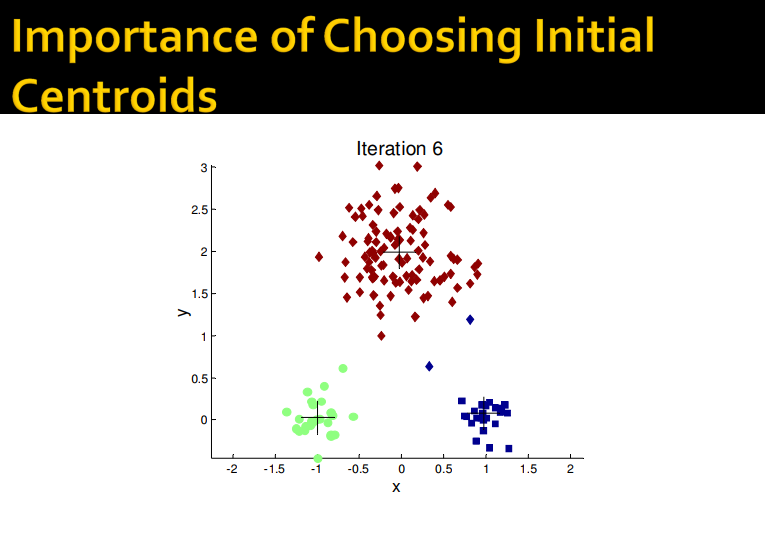 Importance of Choosing Initial
Centroids
Iteration 6
3
2.5
2
1.5
1
0.5
0
y
-2 -1.5 -1 -0.5 0 0.5 1 1.5 2
x